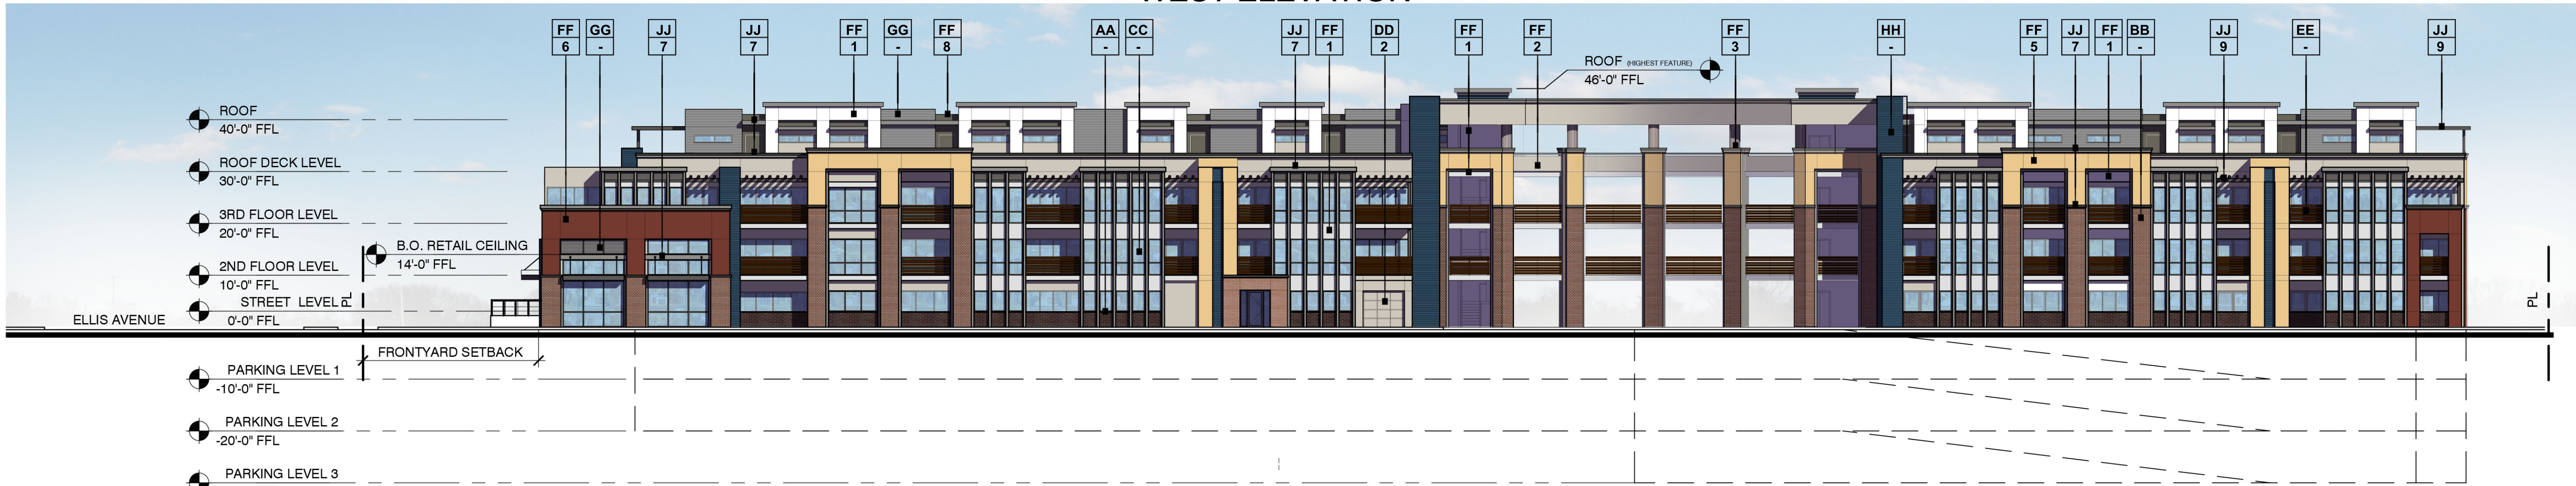 WEST ELEVATION
FF GG JJ JJ FF GG FF AA CC JJ FF DD FF FF FF HH FF JJ FF BB JJ EE JJ
6 - 7 7 1 - 8 - - 7 1 2 1 2 3 - 5 7 1 - 9 - 9
ROOF (HIGHEST FEATURE)
46'-0" FFL
ROOF
40'-0" FFL
ROOF DECK LEVEL
30'-0" FFL
3RD FLOOR LEVEL
20'-0" FFL
B.O. RETAIL CEILING
14'-0" FFL
2ND FLOOR LEVEL
10'-0" FFL
STREET LEVEL
0'-0" FFL
PL
PL
ELLIS AVENUE
FRONTYARD SETBACK
PARKING LEVEL 1
-10'-0" FFL
PARKING LEVEL 2
-20'-0" FFL
PARKING LEVEL 3